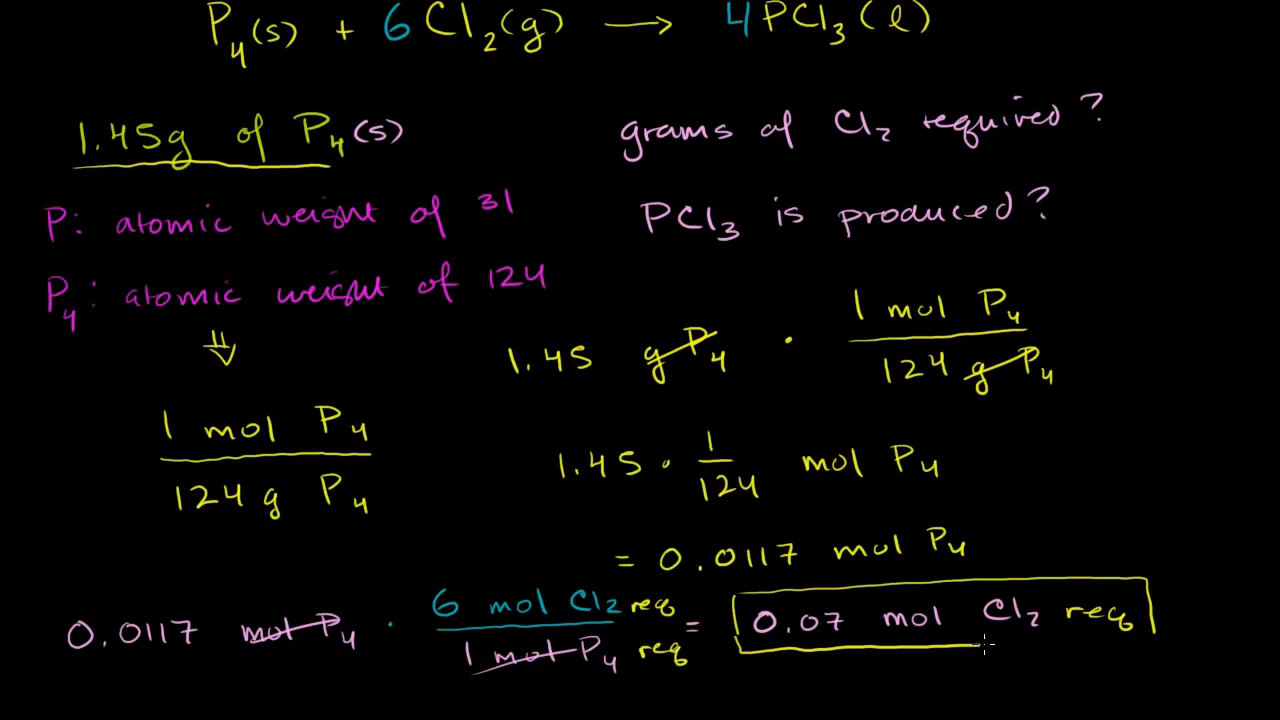 P₄(s) + 6Cl₂(g) → 4PCl₃(l)
1.45g of P₄(s)
grams of Cl₂ required?
P: atomic weight of 31
PCl₃ is produced?
P₄: atomic weight of 124
⇓
1.45 g P₄ · 1 mol P₄ / 124 g P₄
1 mol P₄ / 124 g P₄
1.45 · 1/124 mol P₄
= 0.0117 mol P₄
0.0117 mol P₄ · 6 mol Cl₂ req / 1 mol P₄ req = 0.07 mol Cl₂ req